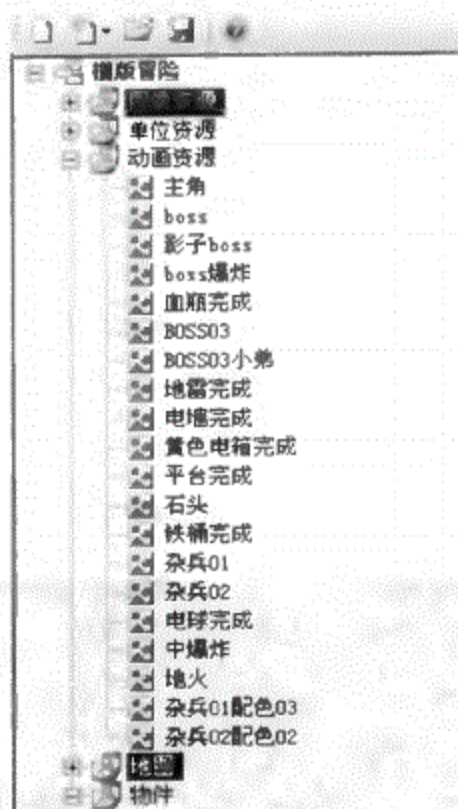 横版冒险
单位资源
动画资源
主角
boss
影子boss
boss爆炸
血瓶完成
BOSS03
BOSS03小弟
地雷完成
电墙完成
黄色电箱完成
平台完成
石头
铁桶完成
杂兵01
杂兵02
电球完成
中爆炸
地火
杂兵01配色03
杂兵02配色02
地图
物件